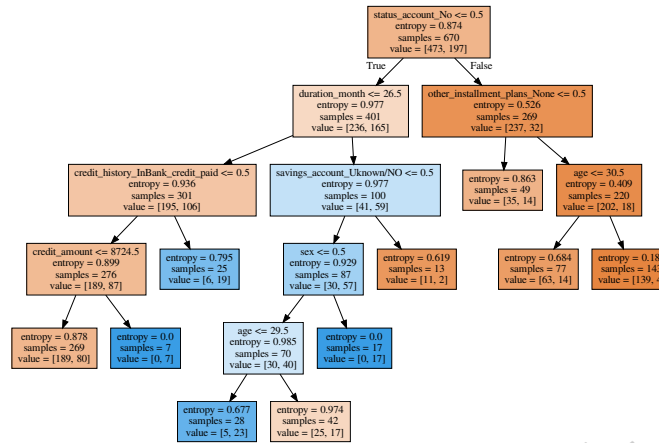 status_account_No <= 0.5
entropy = 0.874
samples = 670
value = [473, 197]
True
False
duration_month <= 26.5
entropy = 0.977
samples = 401
value = [236, 165]
other_installment_plans_None <= 0.5
entropy = 0.526
samples = 269
value = [237, 32]
credit_history_InBank_credit_paid <= 0.5
entropy = 0.936
samples = 301
value = [195, 106]
savings_account_Uknown/NO <= 0.5
entropy = 0.977
samples = 100
value = [41, 59]
entropy = 0.863
samples = 49
value = [35, 14]
age <= 30.5
entropy = 0.409
samples = 220
value = [202, 18]
credit_amount <= 8724.5
entropy = 0.899
samples = 276
value = [189, 87]
entropy = 0.795
samples = 25
value = [6, 19]
sex <= 0.5
entropy = 0.929
samples = 87
value = [30, 57]
entropy = 0.619
samples = 13
value = [11, 2]
entropy = 0.684
samples = 77
value = [63, 14]
entropy = 0.18
samples = 143
value = [139, 4
entropy = 0.878
samples = 269
value = [189, 80]
entropy = 0.0
samples = 7
value = [0, 7]
age <= 29.5
entropy = 0.985
samples = 70
value = [30, 40]
entropy = 0.0
samples = 17
value = [0, 17]
entropy = 0.677
samples = 28
value = [5, 23]
entropy = 0.974
samples = 42
value = [25, 17]